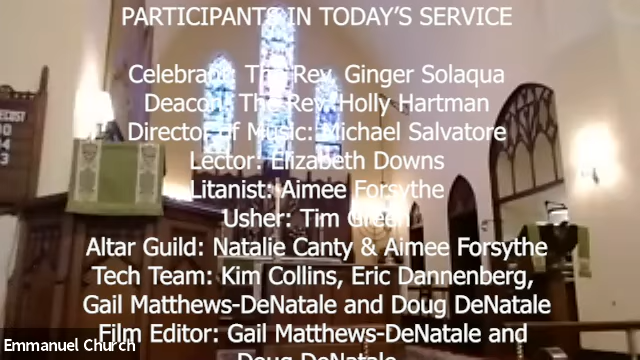 PARTICIPANTS IN TODAY'S SERVICE
Celebrant: The Rev. Ginger Solaqua
Deacon: The Rev. Holly Hartman
Director of Music: Michael Salvatore
Lector: Elizabeth Downs
Litanist: Aimee Forsythe
Usher: Tim Green
Altar Guild: Natalie Canty & Aimee Forsythe
Tech Team: Kim Collins, Eric Dannenberg,
Gail Matthews-DeNatale and Doug DeNatale
Film Editor: Gail Matthews-DeNatale and
Doug DeNatale
Emmanuel Church